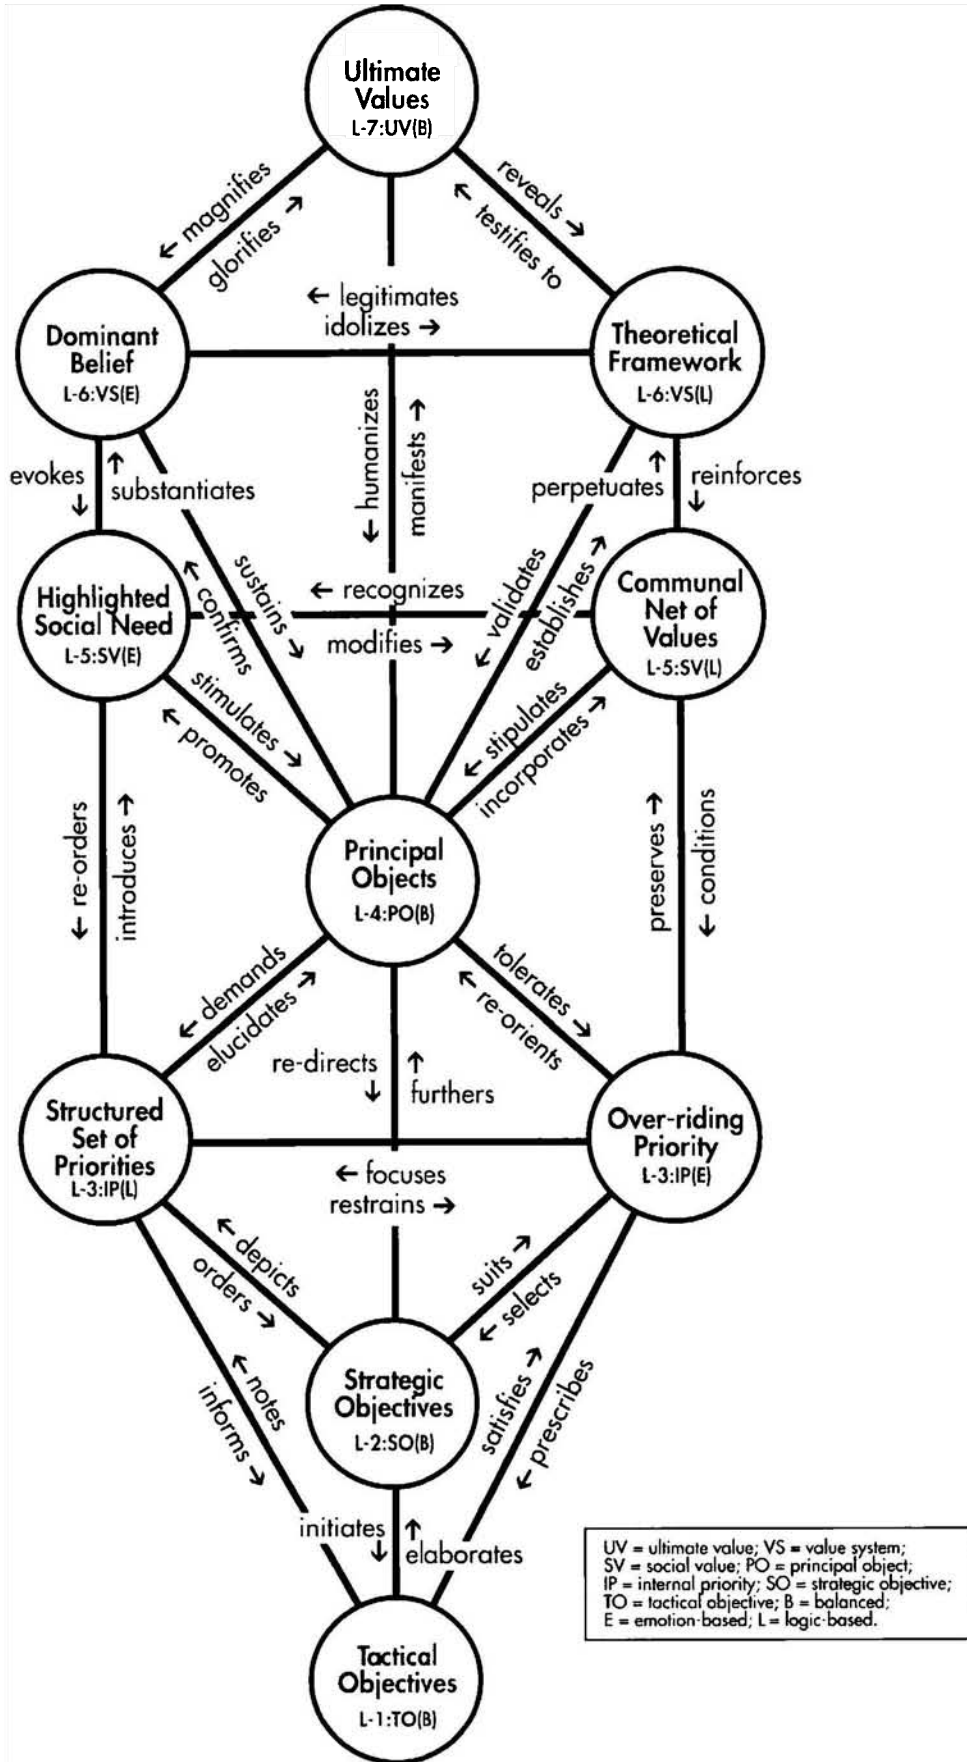 Ultimate
Values
L-7:UV(B)
← magnifies
glorifies →
reveals →
← testifies to
← legitimates
idolizes →
Dominant
Belief
L-6:VS(E)
Theoretical
Framework
L-6:VS(L)
← humanizes
manifests →
evokes
↓
↑
substantiates
perpetuates
↑
reinforces
↓
sustains →
← confirms
← validates
establishes →
← recognizes
modifies →
Highlighted
Social Need
L-5:SV(E)
Communal
Net of
Values
L-5:SV(L)
stimulates →
← promotes
← stipulates
incorporates →
← re-orders
introduces →
preserves →
← conditions
Principal
Objects
L-4:PO(B)
← demands
elucidates →
tolerates →
← re-orients
re-directs
↓
↑
furthers
Structured
Set of
Priorities
L-3:IP(L)
Over-riding
Priority
L-3:IP(E)
← focuses
restrains →
← depicts
orders →
suits →
← selects
← notes
informs →
satisfies →
← prescribes
Strategic
Objectives
L-2:SO(B)
initiates
↓
↑
elaborates
Tactical
Objectives
L-1:TO(B)
UV = ultimate value; VS = value system;
SV = social value; PO = principal object;
IP = internal priority; SO = strategic objective;
TO = tactical objective; B = balanced;
E = emotion-based; L = logic-based.